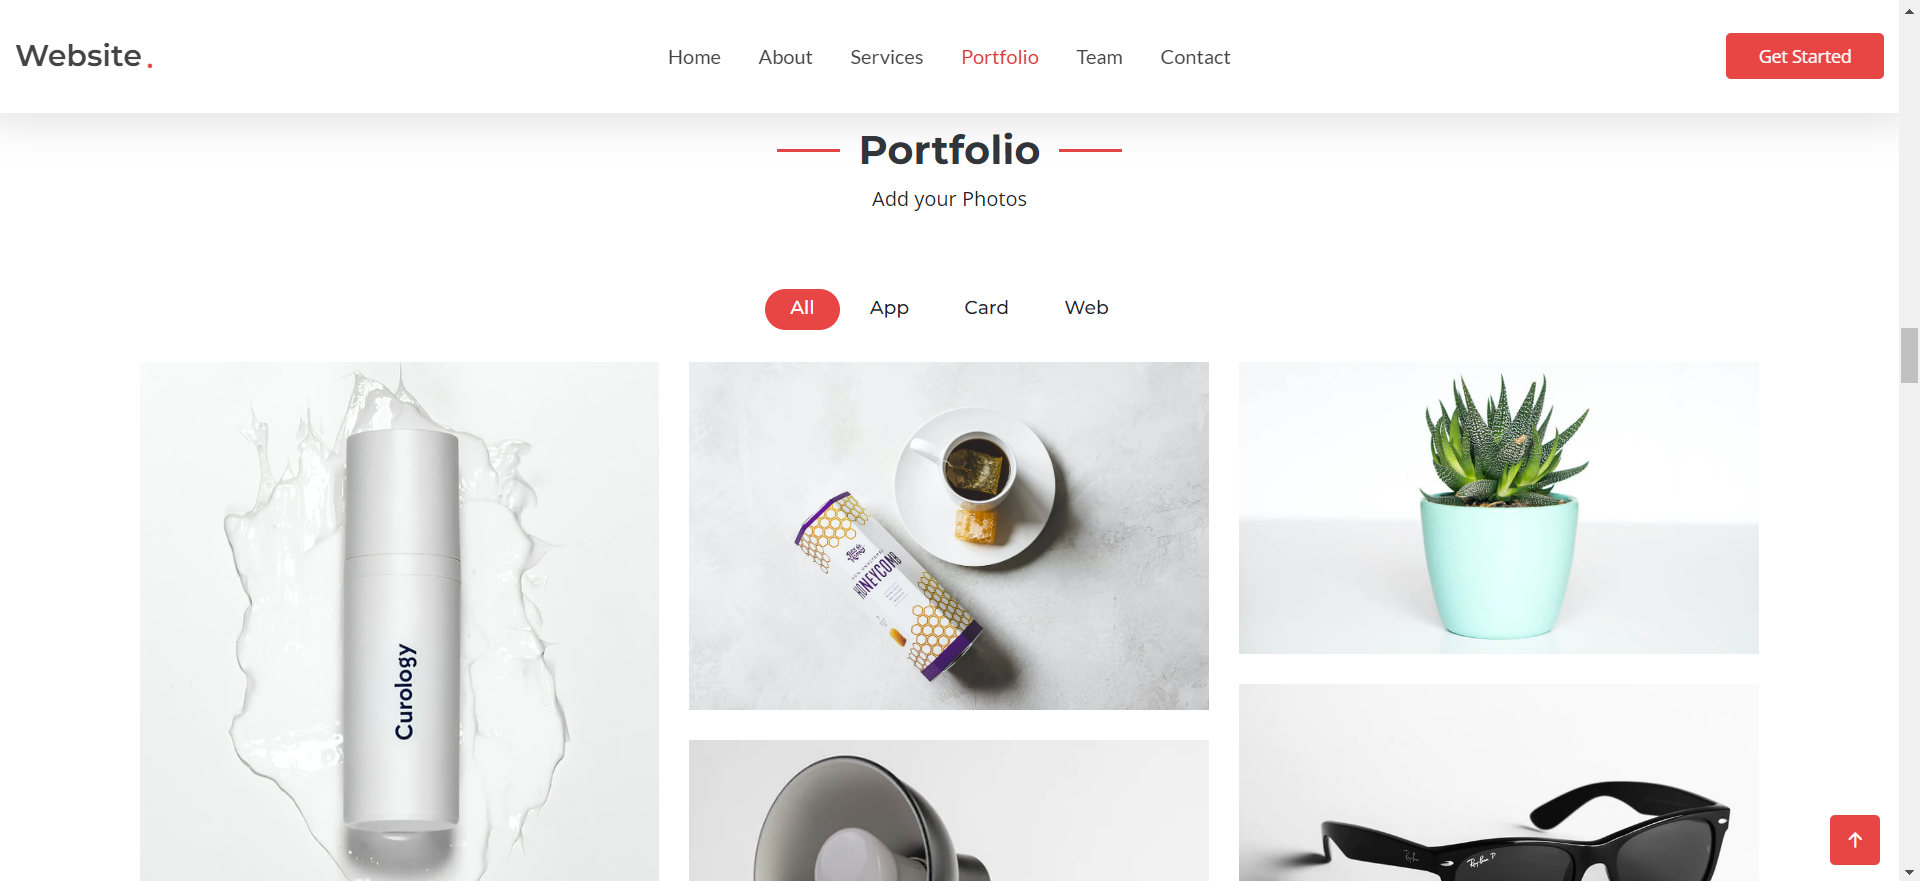 Website.
Home About Services Portfolio Team Contact
Get Started
Portfolio
Add your Photos
All App Card Web
Curology
HONEYCOMB
Ray-Ban P